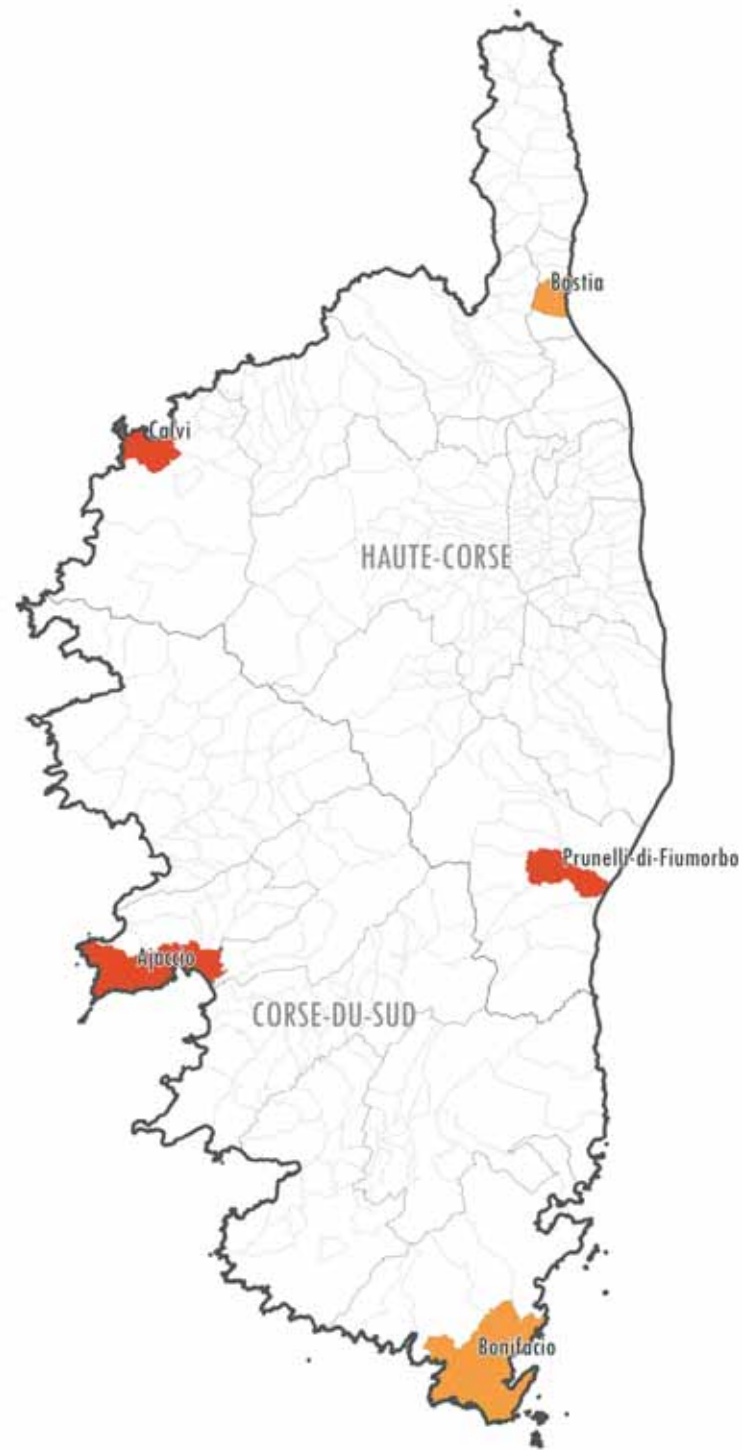 Bastia
Calvi
HAUTE-CORSE
Prunelli-di-Fiumorbo
Ajaccio
CORSE-DU-SUD
Bonifacio